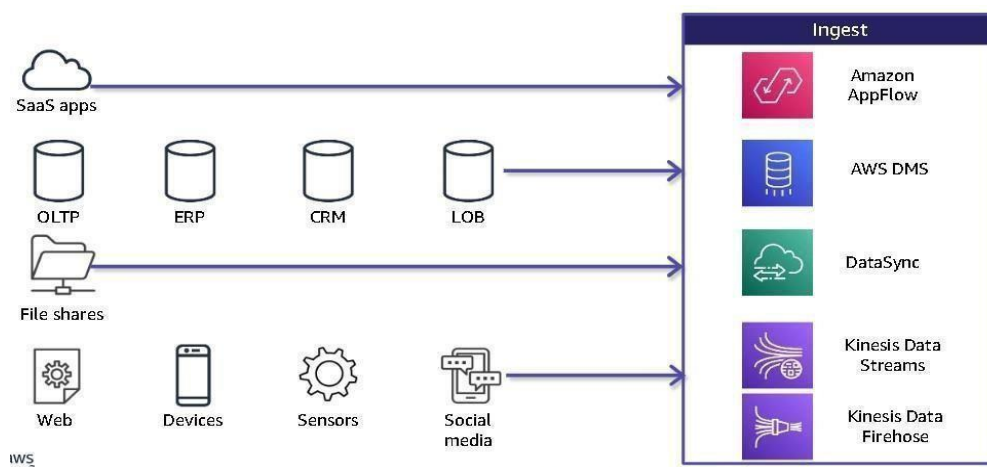 Ingest
SaaS apps
Amazon
AppFlow
OLTP
ERP
CRM
LOB
AWS DMS
File shares
DataSync
Web
Devices
Sensors
Social
media
Kinesis Data
Streams
Kinesis Data
Firehose
aws